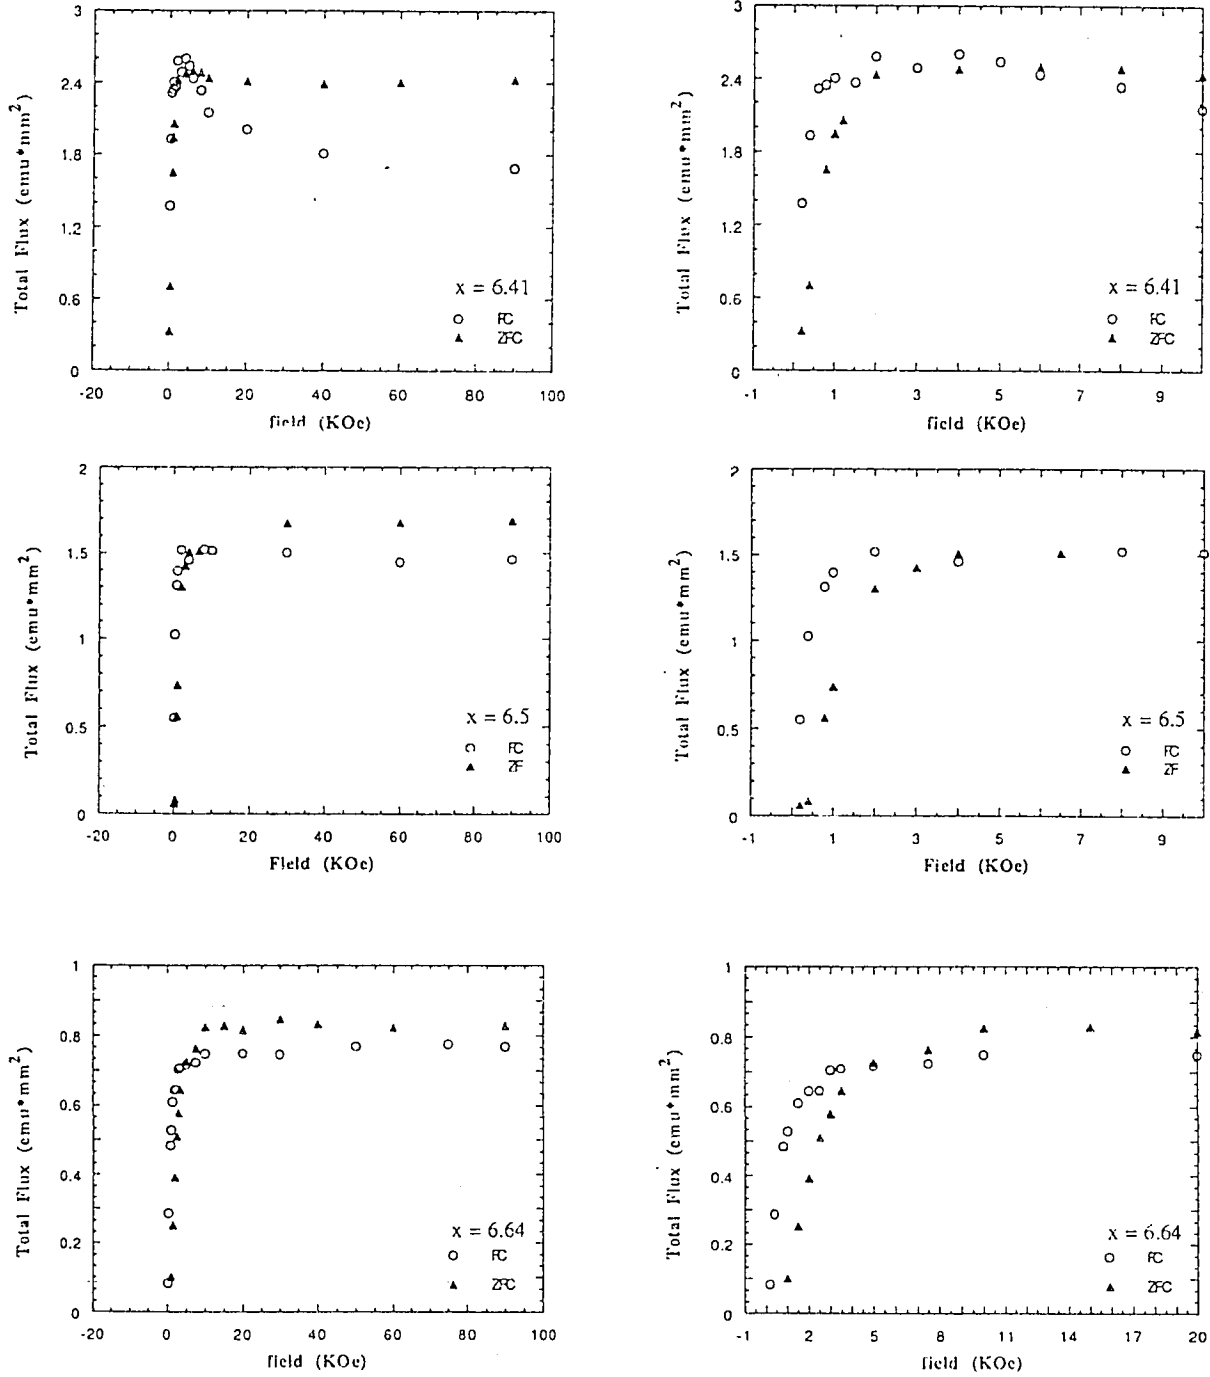 3
2.4
1.8
1.2
0.6
0
Total Flux (emu*mm²)
x = 6.41
FC
ZFC
-20 0 20 40 60 80 100
field (KOe)
3
2.4
1.8
1.2
0.6
0
Total Flux (emu*mm²)
x = 6.41
FC
ZFC
-1 1 3 5 7 9
field (KOe)
2
1.5
1
0.5
0
Total Flux (emu*mm²)
x = 6.5
FC
ZF
-20 0 20 40 60 80 100
Field (KOe)
2
1.5
1
0.5
0
Total Flux (emu*mm²)
x = 6.5
FC
ZF
-1 1 3 5 7 9
Field (KOe)
1
0.8
0.6
0.4
0.2
0
Total Flux (emu*mm²)
x = 6.64
FC
ZFC
-20 0 20 40 60 80 100
field (KOe)
1
0.8
0.6
0.4
0.2
0
Total Flux (emu*mm²)
x = 6.64
FC
ZFC
-1 2 5 8 11 14 17 20
field (KOe)